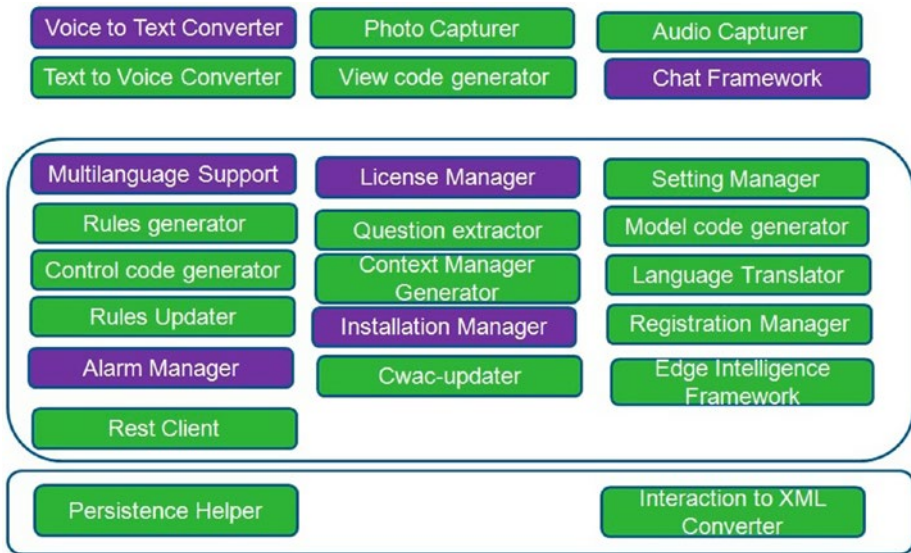 Voice to Text Converter
Photo Capturer
Audio Capturer
Text to Voice Converter
View code generator
Chat Framework
Multilanguage Support
License Manager
Setting Manager
Rules generator
Question extractor
Model code generator
Control code generator
Context Manager
Generator
Language Translator
Rules Updater
Installation Manager
Registration Manager
Alarm Manager
Cwac-updater
Edge Intelligence
Framework
Rest Client
Persistence Helper
Interaction to XML
Converter